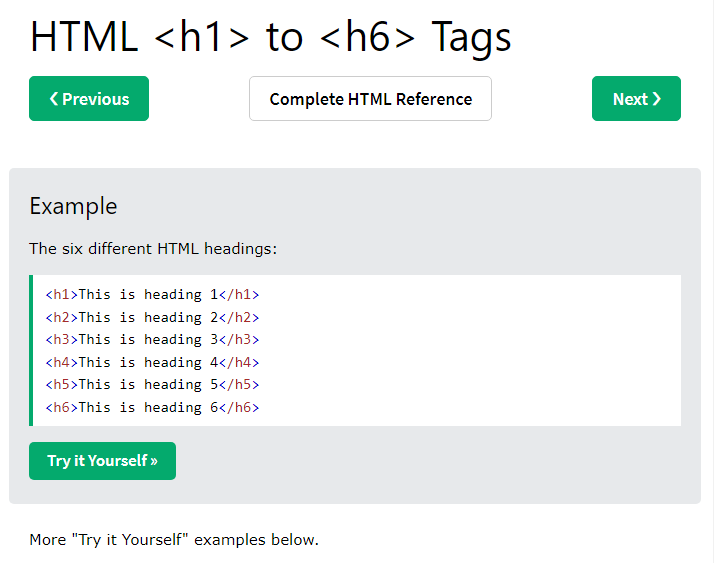 HTML <h1> to <h6> Tags
❮ Previous
Complete HTML Reference
Next ❯
Example
The six different HTML headings:
<h1>This is heading 1</h1>
<h2>This is heading 2</h2>
<h3>This is heading 3</h3>
<h4>This is heading 4</h4>
<h5>This is heading 5</h5>
<h6>This is heading 6</h6>
Try it Yourself »
More "Try it Yourself" examples below.